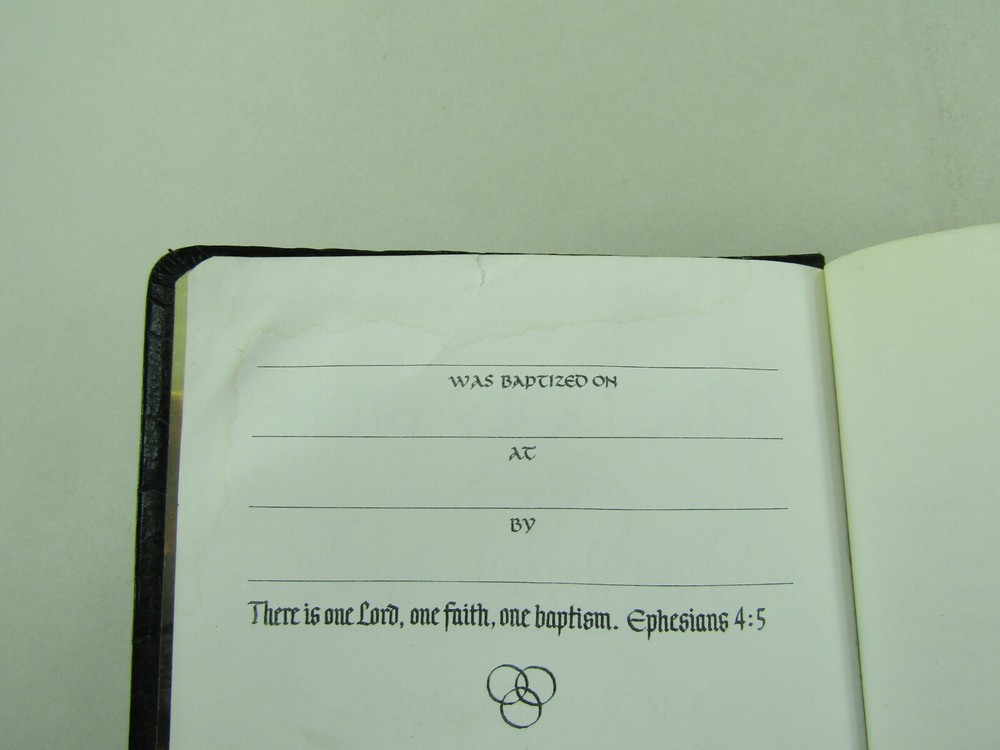 WAS BAPTIZED ON
AT
BY
There is one Lord, one faith, one baptism. Ephesians 4:5